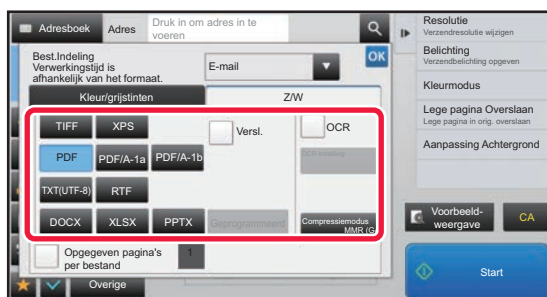 Adresboek
Adres
Druk in om adres in te
voeren
Best.Indeling
Verwerkingstijd is
afhankelijk van het formaat.
E-mail
OK
Kleur/grijstinten
Z/W
TIFF
XPS
Versl.
OCR
PDF
PDF/A-1a
PDF/A-1b
TXT(UTF-8)
RTF
DOCX
XLSX
PPTX
Geprogrammeerd
Compressiemodus
MMR (G
Opgegeven pagina's
per bestand
1
Overige
Resolutie
Verzendresolutie wijzigen
Belichting
Verzendbelichting opgeven
Kleurmodus
Lege pagina Overslaan
Lege pagina in orig. overslaan
Aanpassing Achtergrond
Voorbeeld-
weergave
CA
Start